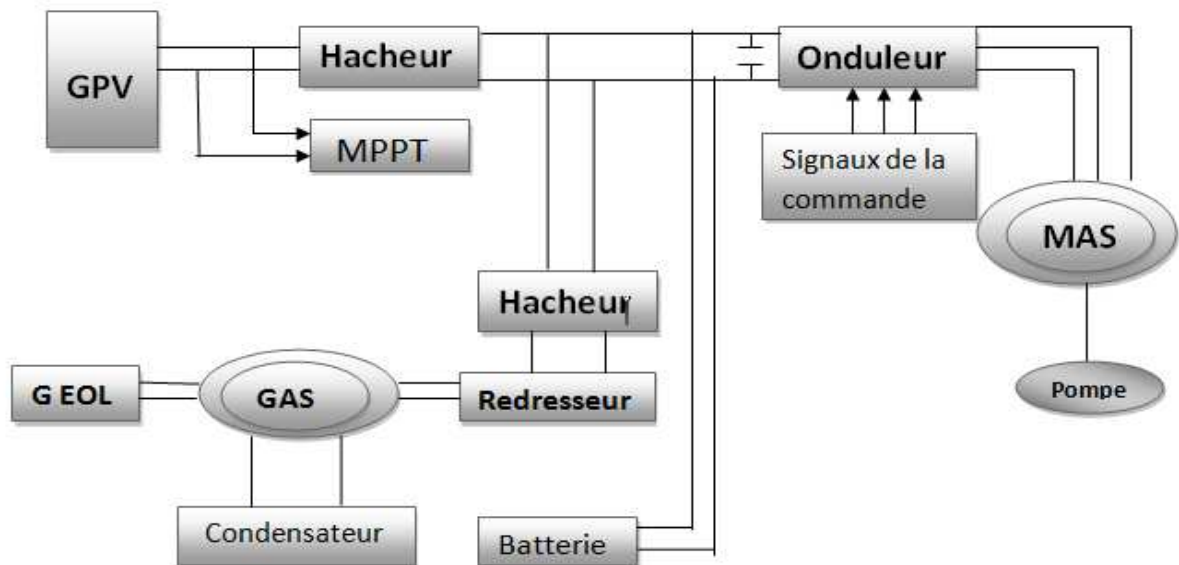 GPV
Hacheur
Onduleur
MPPT
Signaux de la
commande
MAS
Hacheur
G EOL
GAS
Redresseur
Pompe
Condensateur
Batterie